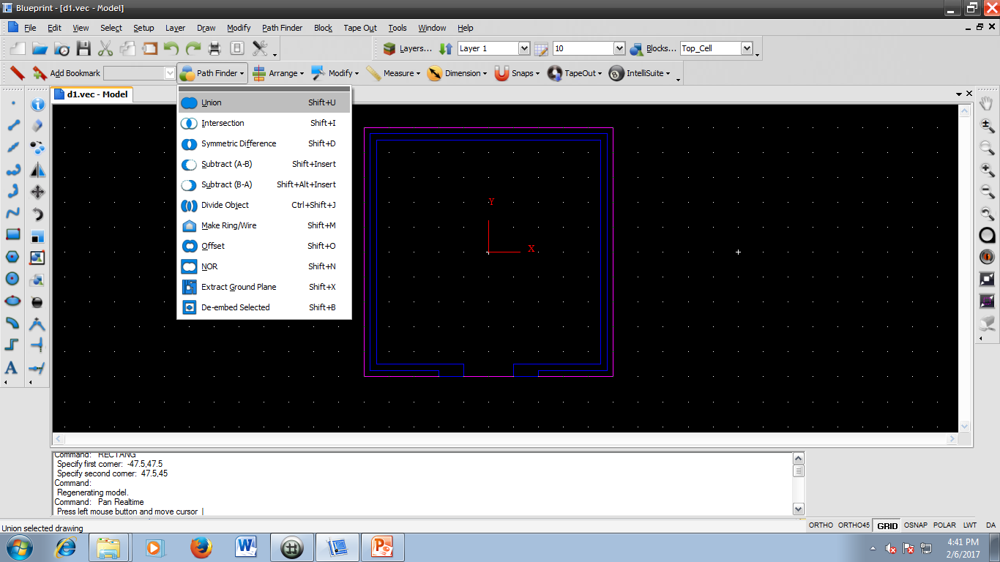 Blueprint - [d1.vec - Model]
File Edit View Select Setup Layer Draw Modify Path Finder Block Tape Out Tools Window Help
Layers... Layer 1 10 Blocks... Top_Cell
Add Bookmark Path Finder Arrange Modify Measure Dimension Snaps TapeOut IntelliSuite
d1.vec - Model
Union Shift+U
Intersection Shift+I
Symmetric Difference Shift+D
Subtract (A-B) Shift+Insert
Subtract (B-A) Shift+Alt+Insert
Divide Object Ctrl+Shift+J
Make Ring/Wire Shift+M
Offset Shift+O
NOR Shift+N
Extract Ground Plane Shift+X
De-embed Selected Shift+B
Y
X
A
Command: RECTANG
Specify first corner: -47.5,47.5
Specify second corner: 47.5,45
Command:
Regenerating model.
Command: Pan Realtime
Press left mouse button and move cursor
Union selected drawing
ORTHO ORTHO45 GRID OSNAP POLAR LWT DA
4:41 PM
2/6/2017